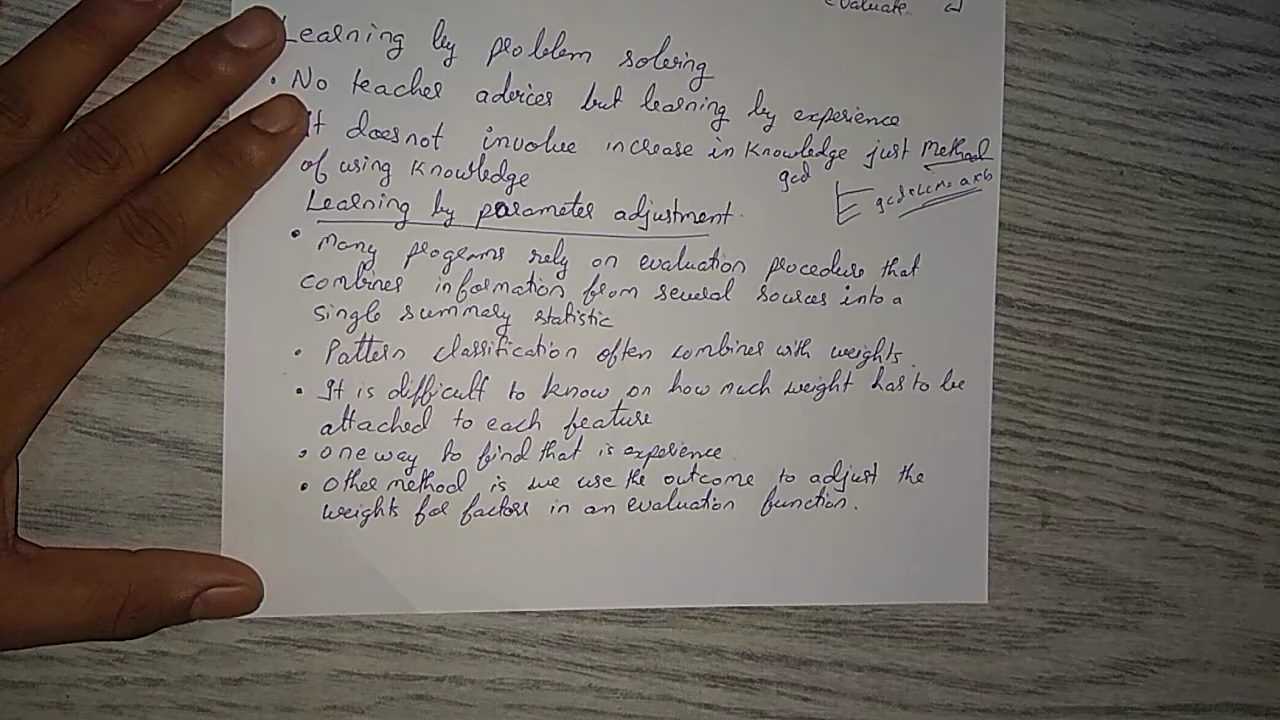 Evaluate
Learning by problem solving
• No teacher advices but learning by experience
It doesnot involve increase in knowledge just Method
of using knowledge
gcd
gcd*LCM= a×b
Learning by parameter adjustment.
• Many programs rely on evaluation procedure that
combines information from several sources into a
single summary statistic
• Pattern classification often combines with weights.
• It is difficult to know on how much weight has to be
attached to each feature
• one way to find that is experience
• Other method is we use the outcome to adjust the
weights for factors in an evaluation function.